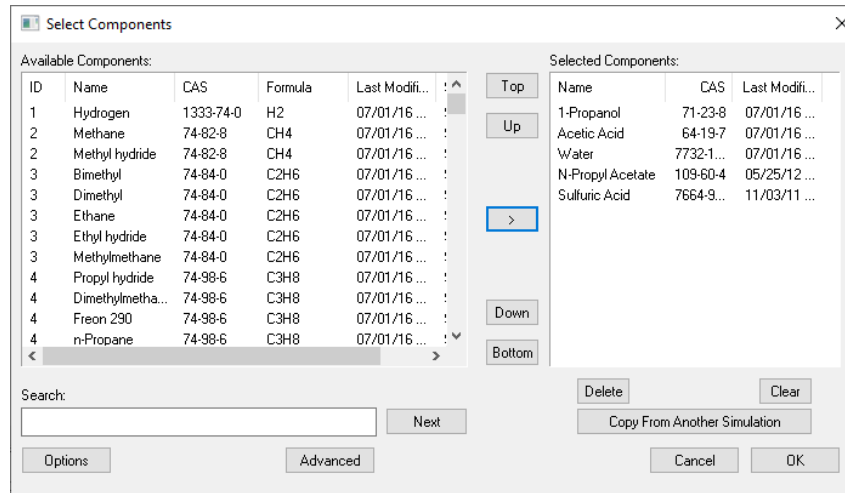 Select Components
Available Components: Selected Components:
ID Name CAS Formula Last Modifi... Top Name CAS Last Modifi...
1 Hydrogen 1333-74-0 H2 07/01/16 ... 1-Propanol 71-23-8 07/01/16 ...
2 Methane 74-82-8 CH4 07/01/16 ... Up Acetic Acid 64-19-7 07/01/16 ...
2 Methyl hydride 74-82-8 CH4 07/01/16 ... Water 7732-1... 07/01/16 ...
3 Bimethyl 74-84-0 C2H6 07/01/16 ... N-Propyl Acetate 109-60-4 05/25/12 ...
3 Dimethyl 74-84-0 C2H6 07/01/16 ... Sulfuric Acid 7664-9... 11/03/11 ...
3 Ethane 74-84-0 C2H6 07/01/16 ... >
3 Ethyl hydride 74-84-0 C2H6 07/01/16 ...
3 Methylmethane 74-84-0 C2H6 07/01/16 ...
4 Propyl hydride 74-98-6 C3H8 07/01/16 ...
4 Dimethylmetha... 74-98-6 C3H8 07/01/16 ...
4 Freon 290 74-98-6 C3H8 07/01/16 ... Down
4 n-Propane 74-98-6 C3H8 07/01/16 ...
Bottom
Search: Delete Clear
Next Copy From Another Simulation
Options Advanced Cancel OK